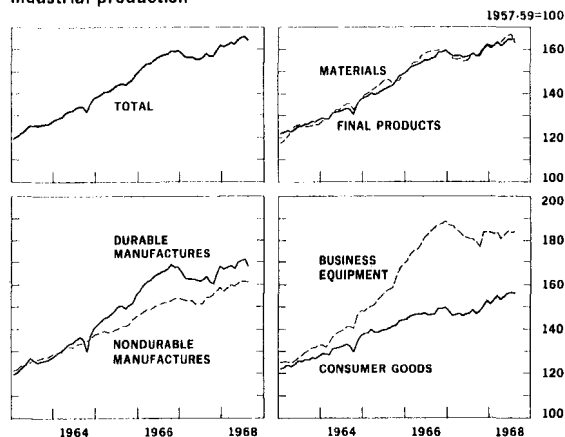 Industrial production
1957-59=100
TOTAL
MATERIALS
FINAL PRODUCTS
160
140
120
100
DURABLE
MANUFACTURES
NONDURABLE
MANUFACTURES
BUSINESS
EQUIPMENT
CONSUMER GOODS
200
180
160
140
120
100
1964
1966
1968
1964
1966
1968